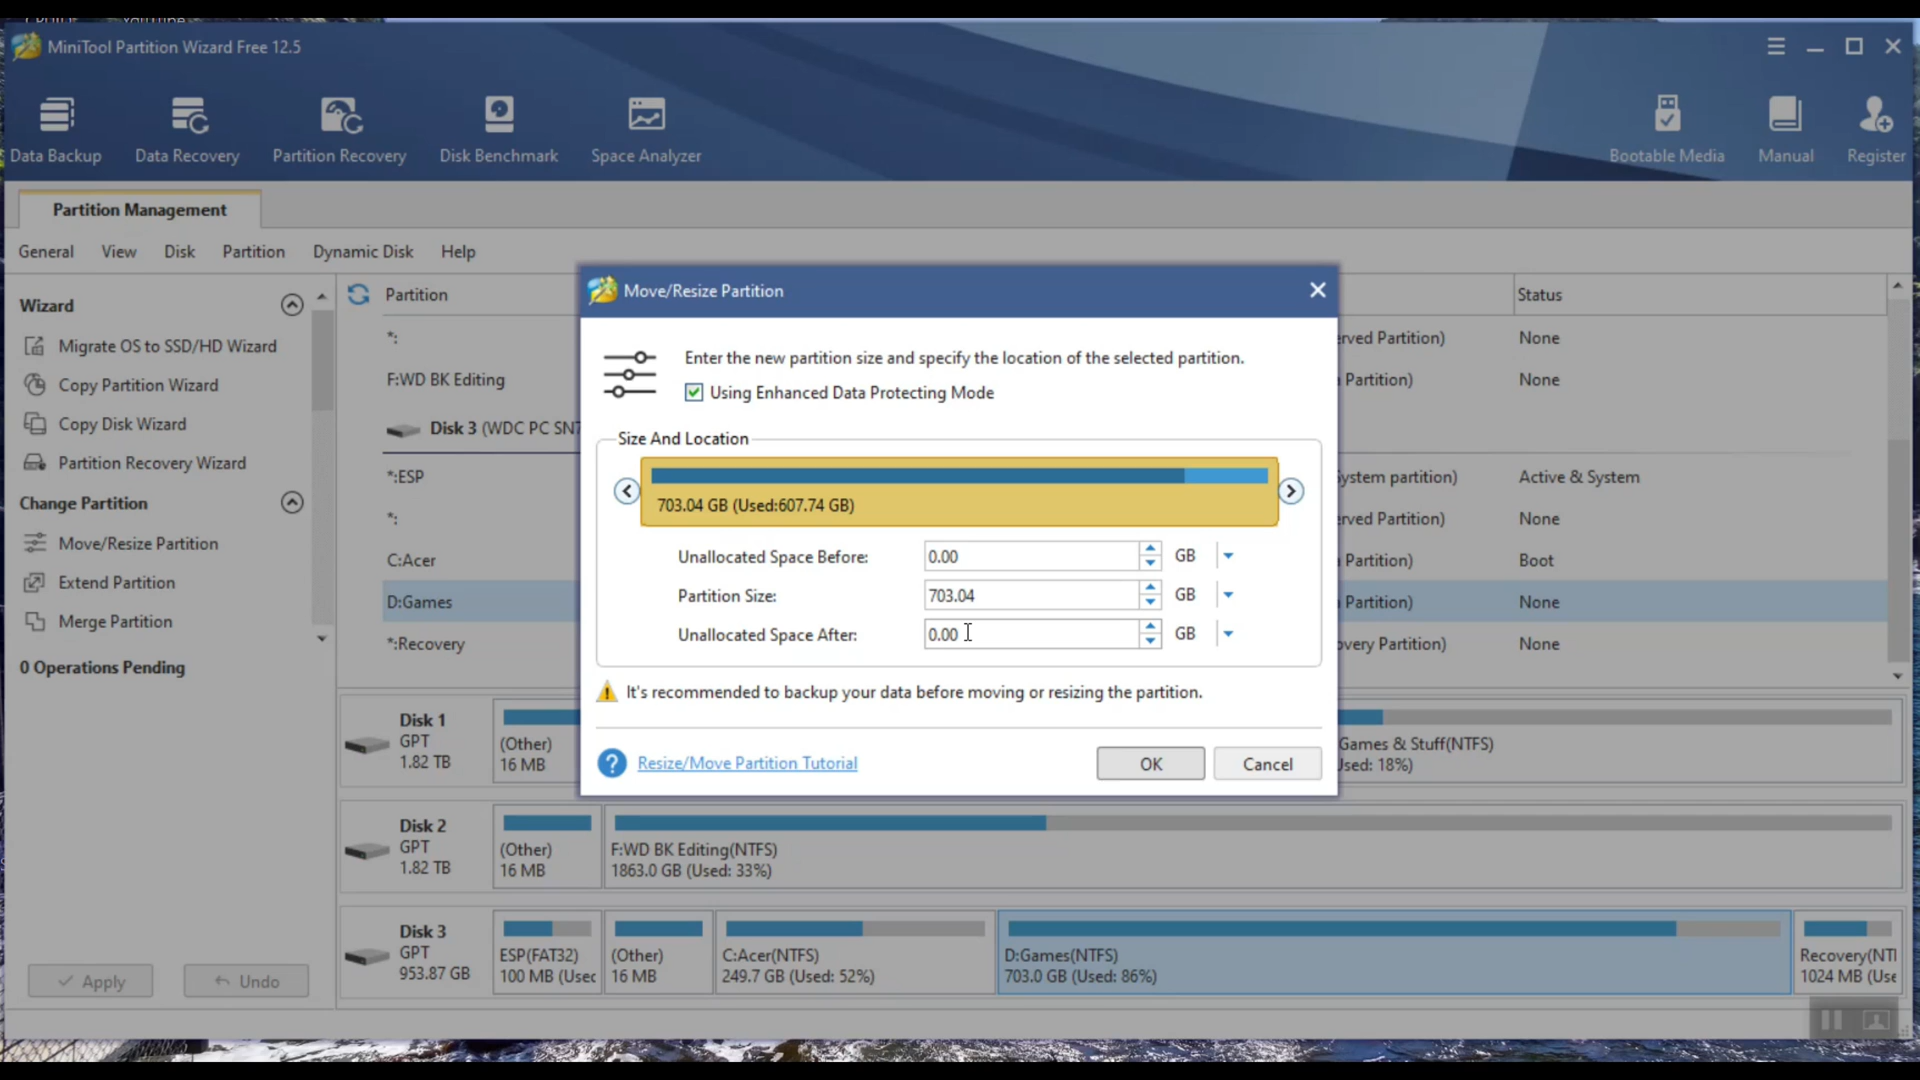 MiniTool Partition Wizard Free 12.5
Data Backup
Data Recovery
Partition Recovery
Disk Benchmark
Space Analyzer
Bootable Media
Manual
Register
Partition Management
General View Disk Partition Dynamic Disk Help
Wizard
Migrate OS to SSD/HD Wizard
Copy Partition Wizard
Copy Disk Wizard
Partition Recovery Wizard
Change Partition
Move/Resize Partition
Extend Partition
Merge Partition
0 Operations Pending
Apply
Undo
Partition
Status
*:
erved Partition)
None
F:WD BK Editing
Partition)
None
Disk 3 (WDC PC SN7
*:ESP
ystem partition)
Active & System
*:
erved Partition)
None
C:Acer
Partition)
Boot
D:Games
Partition)
None
*:Recovery
overy Partition)
None
Move/Resize Partition
Enter the new partition size and specify the location of the selected partition.
Using Enhanced Data Protecting Mode
Size And Location
703.04 GB (Used:607.74 GB)
Unallocated Space Before: 0.00 GB
Partition Size: 703.04 GB
Unallocated Space After: 0.00 GB
It's recommended to backup your data before moving or resizing the partition.
? Resize/Move Partition Tutorial
OK
Cancel
Disk 1
GPT
1.82 TB
(Other)
16 MB
Games & Stuff(NTFS)
Used: 18%)
Disk 2
GPT
1.82 TB
(Other)
16 MB
F:WD BK Editing(NTFS)
1863.0 GB (Used: 33%)
Disk 3
GPT
953.87 GB
ESP(FAT32)
100 MB (Used
(Other)
16 MB
C:Acer(NTFS)
249.7 GB (Used: 52%)
D:Games(NTFS)
703.0 GB (Used: 86%)
Recovery(NTI
1024 MB (Use